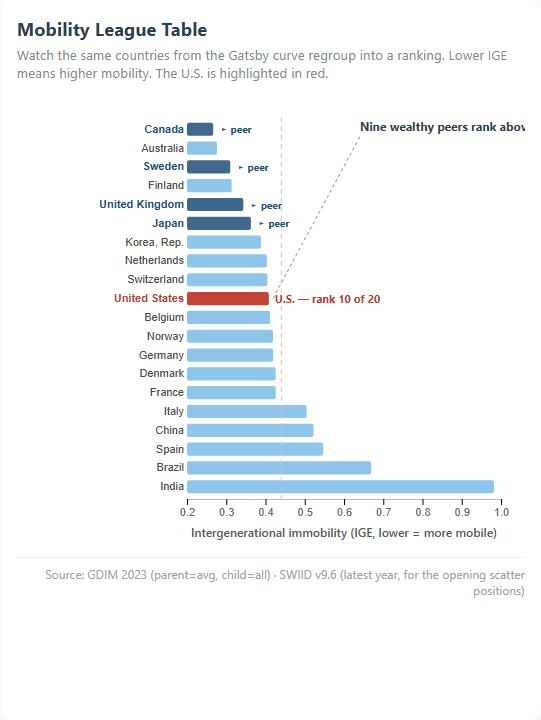 Mobility League Table
Watch the same countries from the Gatsby curve regroup into a ranking. Lower IGE
means higher mobility. The U.S. is highlighted in red.
Nine wealthy peers rank abov
Canada ► peer
Australia
Sweden ► peer
Finland
United Kingdom ► peer
Japan ► peer
Korea, Rep.
Netherlands
Switzerland
United States U.S. — rank 10 of 20
Belgium
Norway
Germany
Denmark
France
Italy
China
Spain
Brazil
India
0.2 0.3 0.4 0.5 0.6 0.7 0.8 0.9 1.0
Intergenerational immobility (IGE, lower = more mobile)
Source: GDIM 2023 (parent=avg, child=all) · SWIID v9.6 (latest year, for the opening scatter
positions)